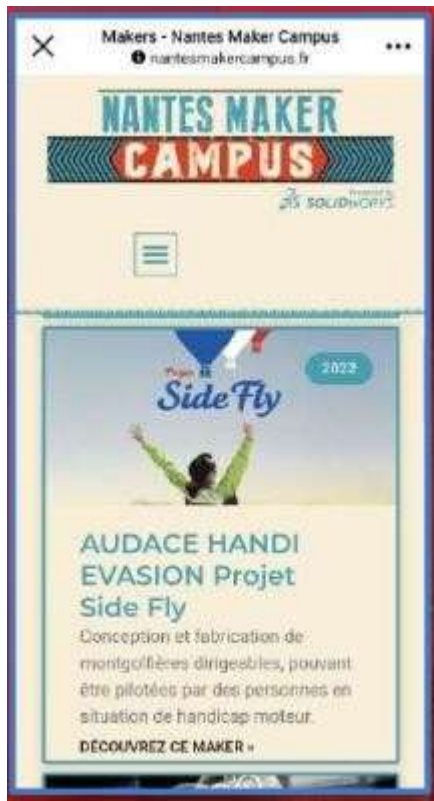 Makers - Nantes Maker Campus
nantesmakercampus.fr
NANTES MAKER
CAMPUS
SOLIDWORKS
Projet
Side Fly
2022
AUDACE HANDI
EVASION Projet
Side Fly
Conception et fabrication de
montgolfières dirigeables, pouvant
être pilotées par des personnes en
situation de handicap moteur.
DÉCOUVREZ CE MAKER »